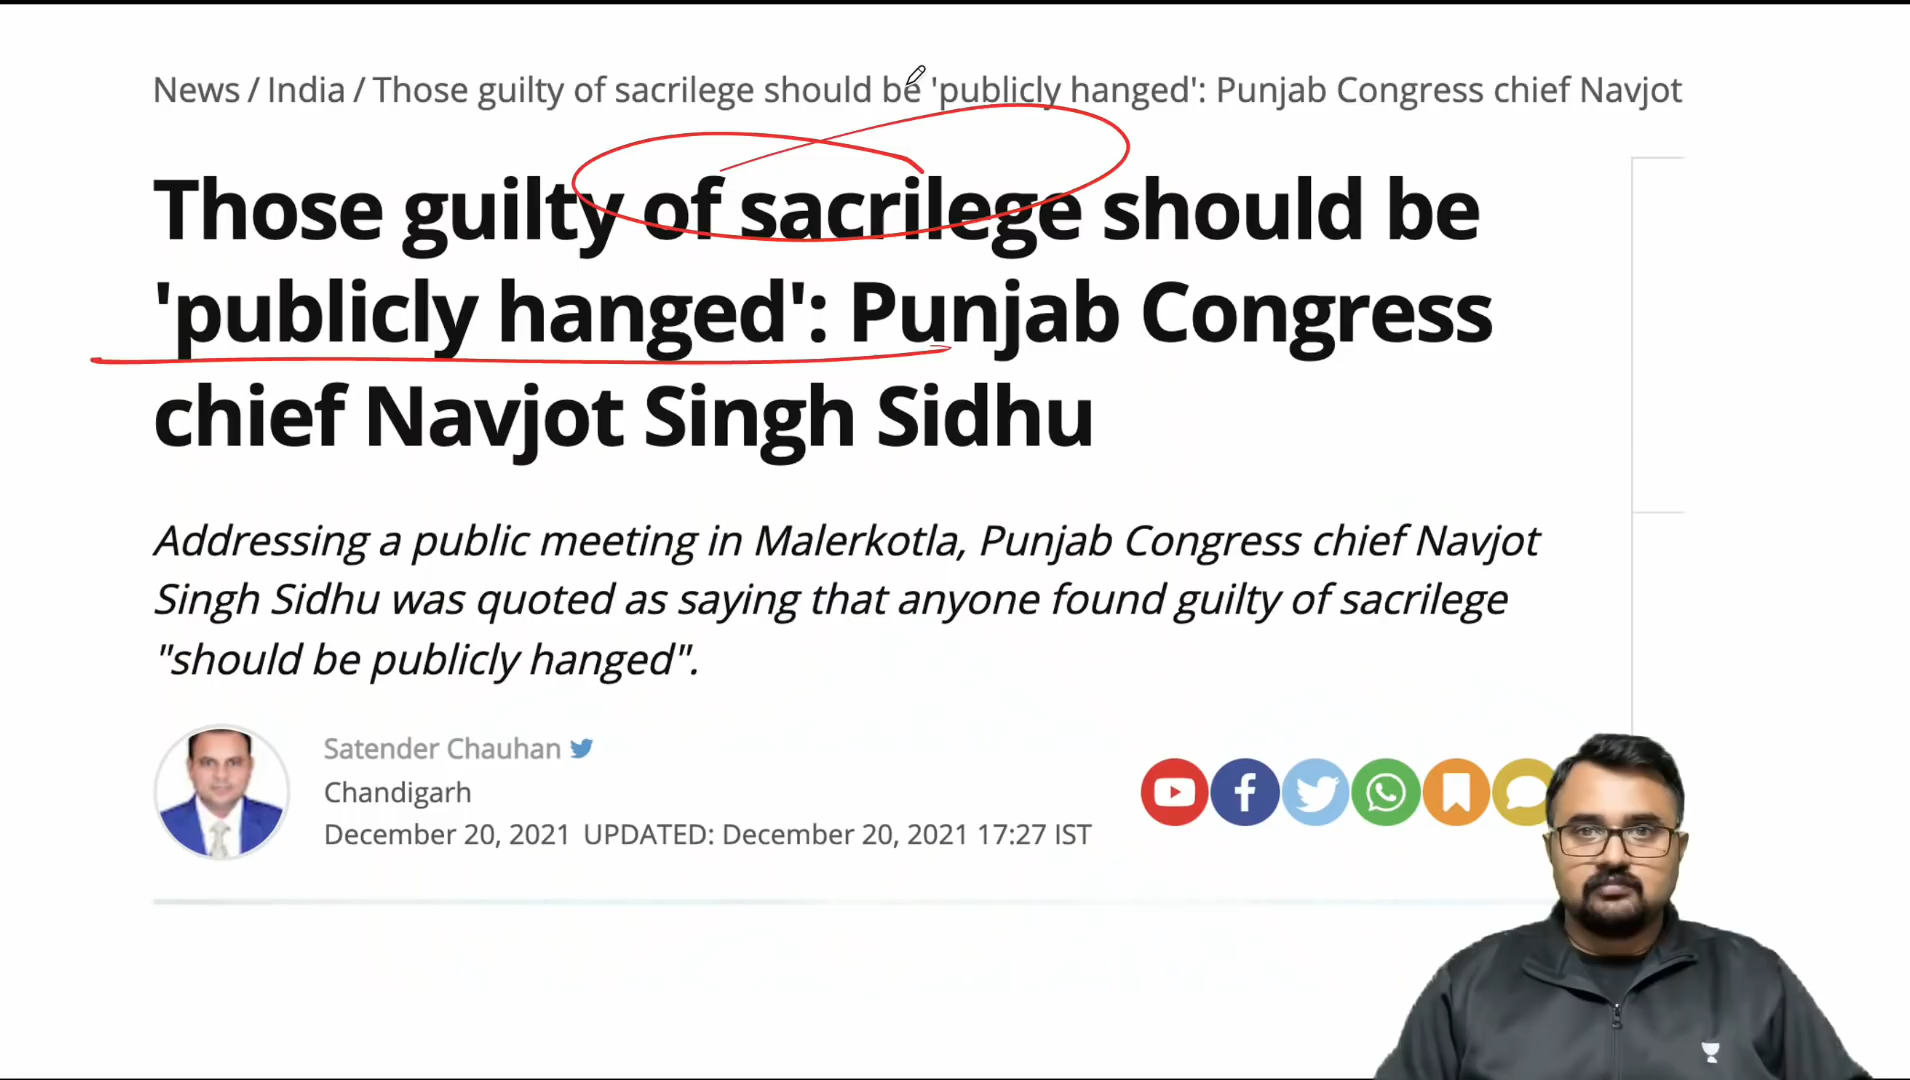 News / India / Those guilty of sacrilege should be 'publicly hanged': Punjab Congress chief Navjot
Those guilty of sacrilege should be
'publicly hanged': Punjab Congress
chief Navjot Singh Sidhu
Addressing a public meeting in Malerkotla, Punjab Congress chief Navjot
Singh Sidhu was quoted as saying that anyone found guilty of sacrilege
"should be publicly hanged".
Satender Chauhan
Chandigarh
December 20, 2021 UPDATED: December 20, 2021 17:27 IST